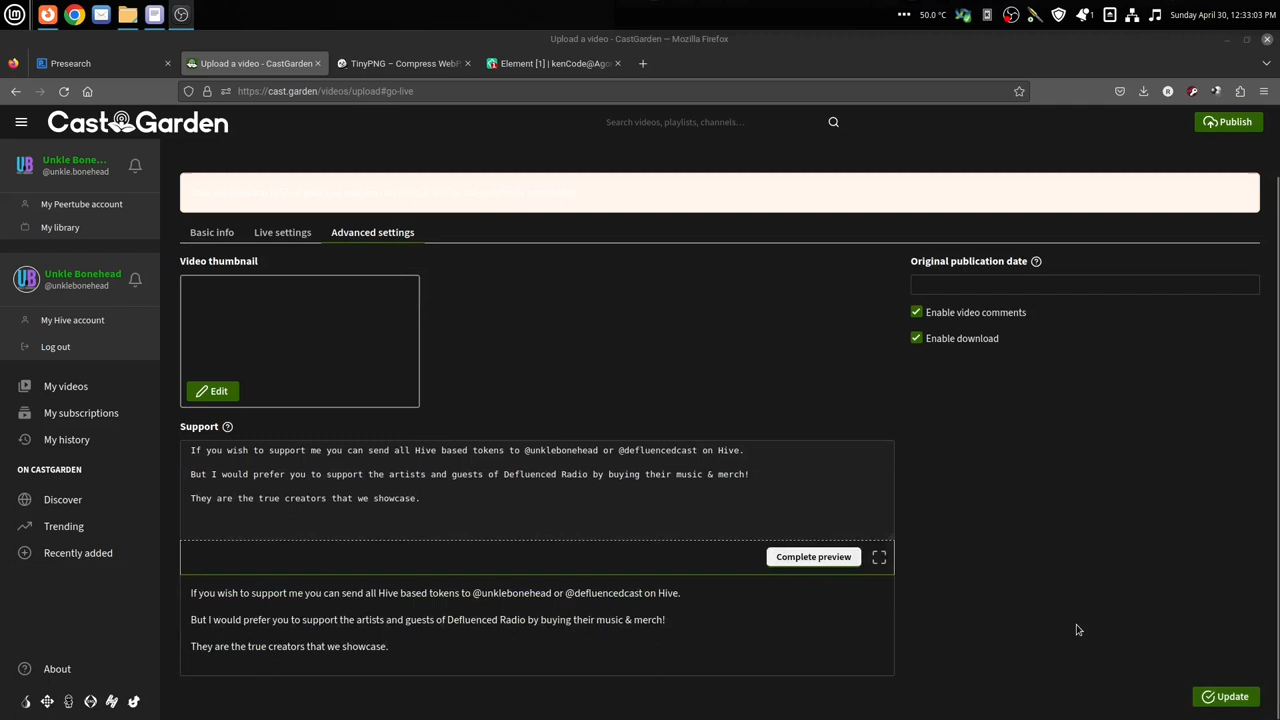 50.0 °C
1
Sunday April 30, 12:33:03 PM
Upload a video - CastGarden — Mozilla Firefox
Presearch
Upload a video - CastGarden
TinyPNG – Compress WebP
Element [1] | kenCode@Ago
https://cast.garden/videos/upload#go-live
CastGarden
Search videos, playlists, channels…
Publish
Unkle Bone...
@unkle.bonehead
My Peertube account
My library
Unkle Bonehead
@unklebonehead
My Hive account
Log out
My videos
My subscriptions
My history
ON CASTGARDEN
Discover
Trending
Recently added
About
Basic info
Live settings
Advanced settings
Video thumbnail
Edit
Support
If you wish to support me you can send all Hive based tokens to @unklebonehead or @defluencedcast on Hive.
But I would prefer you to support the artists and guests of Defluenced Radio by buying their music & merch!
They are the true creators that we showcase.
Complete preview
If you wish to support me you can send all Hive based tokens to @unklebonehead or @defluencedcast on Hive.
But I would prefer you to support the artists and guests of Defluenced Radio by buying their music & merch!
They are the true creators that we showcase.
Original publication date
Enable video comments
Enable download
Update